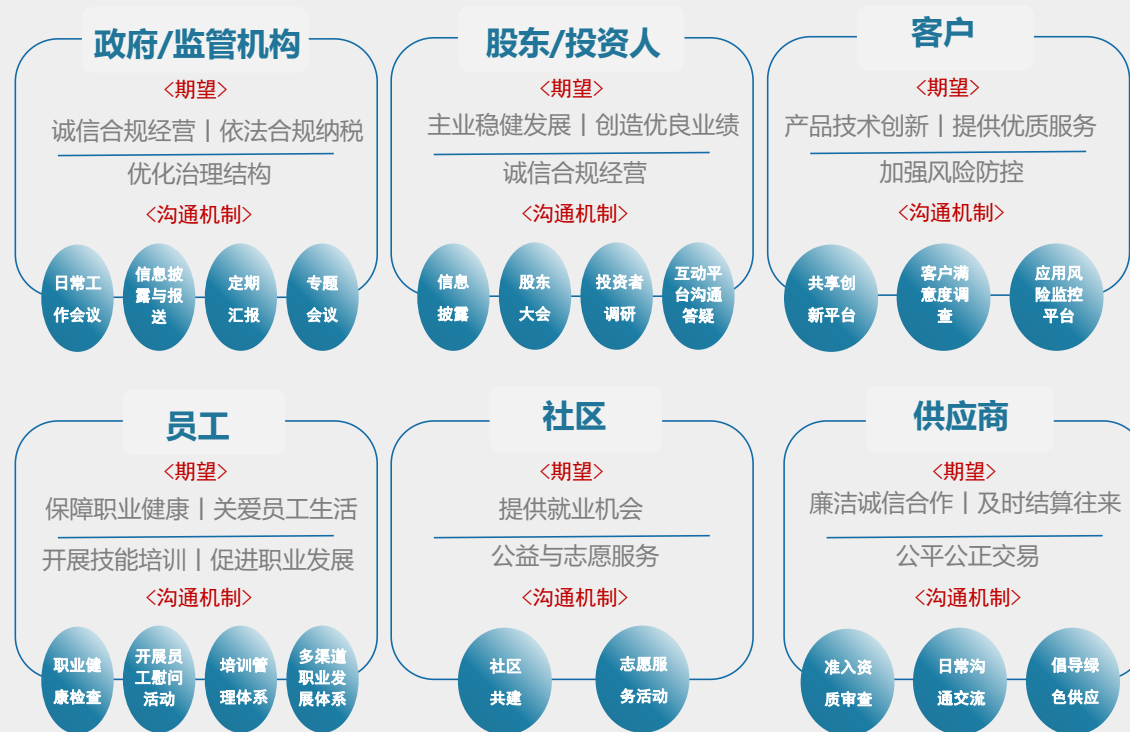 政府/监管机构
<期望>
诚信合规经营丨依法合规纳税
优化治理结构
<沟通机制>
日常工
作会议
信息披
露与报
送
定期
汇报
专题
会议
股东/投资人
<期望>
主业稳健发展丨创造优良业绩
诚信合规经营
<沟通机制>
信息
披露
股东
大会
投资者
调研
互动平
台沟通
答疑
客户
<期望>
产品技术创新丨提供优质服务
加强风险防控
<沟通机制>
共享创
新平台
客户满
意度调
查
应用风
险监控
平台
员工
<期望>
保障职业健康丨关爱员工生活
开展技能培训丨促进职业发展
<沟通机制>
职业健
康检查
开展员
工慰问
活动
培训管
理体系
多渠道
职业发
展体系
社区
<期望>
提供就业机会
公益与志愿服务
<沟通机制>
社区
共建
志愿服
务活动
供应商
<期望>
廉洁诚信合作丨及时结算往来
公平公正交易
<沟通机制>
准入资
质审查
日常沟
通交流
倡导绿
色供应